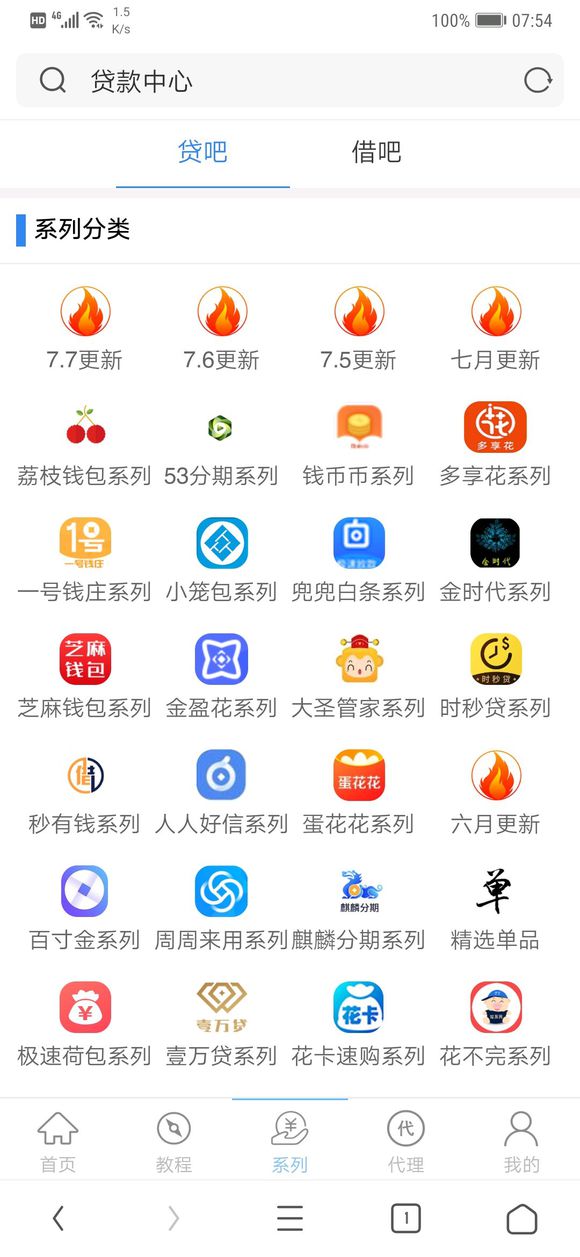 HD 4G 1.5 K/s 100% 07:54
贷款中心
贷吧 借吧
系列分类
7.7更新 7.6更新 7.5更新 七月更新
多享花
荔枝钱包系列 53分期系列 钱币币系列 多享花系列
1号 一号钱庄 极速放款 金时代
一号钱庄系列 小笼包系列 兜兜白条系列 金时代系列
芝麻钱包 时秒贷
芝麻钱包系列 金盈花系列 大圣管家系列 时秒贷系列
借 蛋花花
秒有钱系列 人人好信系列 蛋花花系列 六月更新
麒麟分期 单
百寸金系列 周周来用系列 麒麟分期系列 精选单品
¥ 壹万贷 花卡
极速荷包系列 壹万贷系列 花卡速购系列 花不完系列
¥ 代
首页 教程 系列 代理 我的
1